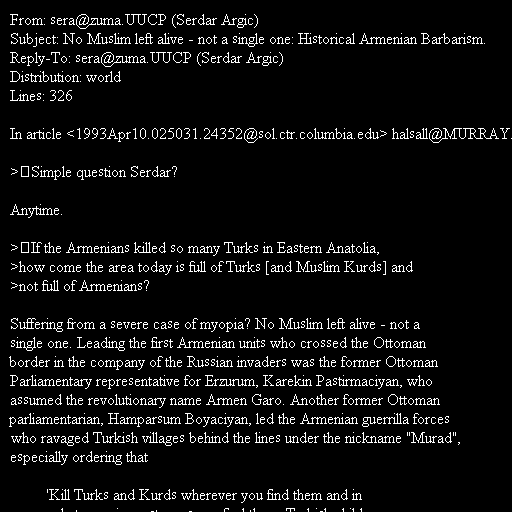 From: sera@zuma.UUCP (Serdar Argic)
Subject: No Muslim left alive - not a single one: Historical Armenian Barbarism.
Reply-To: sera@zuma.UUCP (Serdar Argic)
Distribution: world
Lines: 326

In article <1993Apr10.025031.24352@sol.ctr.columbia.edu> halsall@MURRAY.

>▯Simple question Serdar?

Anytime.

>▯If the Armenians killed so many Turks in Eastern Anatolia,
>how come the area today is full of Turks [and Muslim Kurds] and
>not full of Armenians?

Suffering from a severe case of myopia? No Muslim left alive - not a
single one. Leading the first Armenian units who crossed the Ottoman
border in the company of the Russian invaders was the former Ottoman
Parliamentary representative for Erzurum, Karekin Pastirmaciyan, who
assumed the revolutionary name Armen Garo. Another former Ottoman
parliamentarian, Hamparsum Boyaciyan, led the Armenian guerrilla forces
who ravaged Turkish villages behind the lines under the nickname "Murad",
especially ordering that

'Kill Turks and Kurds wherever you find them and in